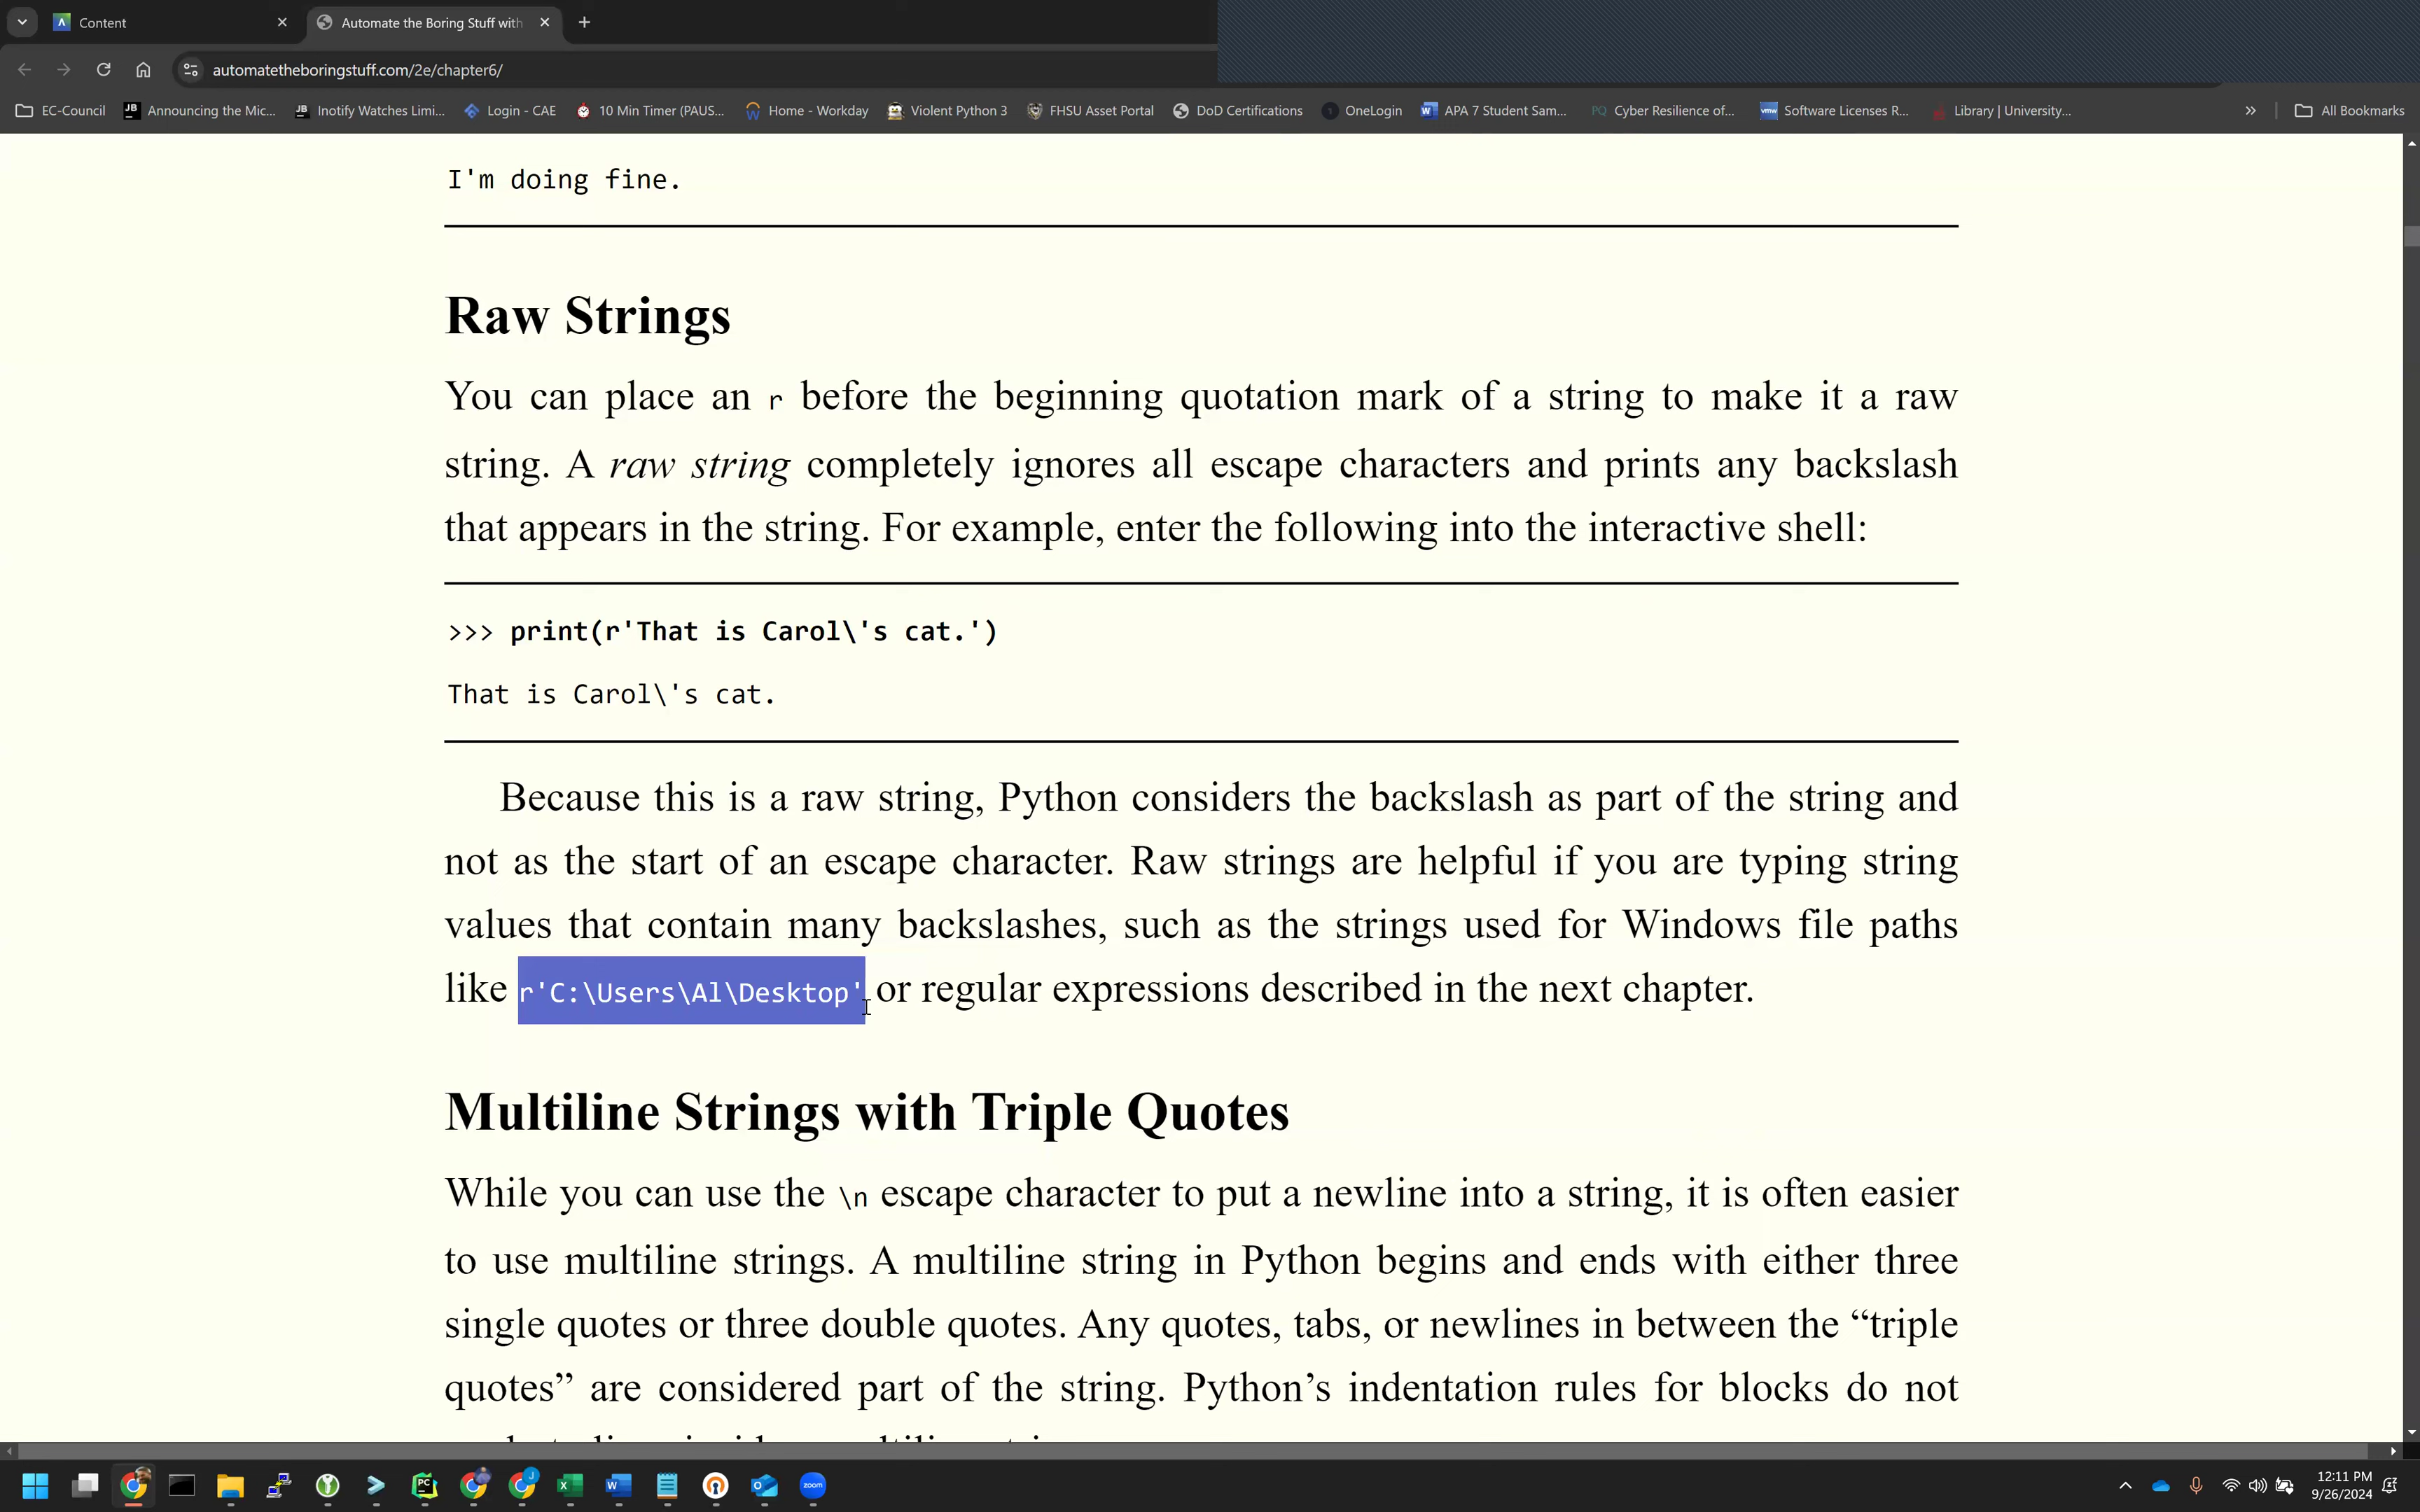 Content
Automate the Boring Stuff with
automatetheboringstuff.com/2e/chapter6/
EC-Council
JB
Announcing the Mic...
JB
Inotify Watches Limi...
Login - CAE
10 Min Timer (PAUS...
Home - Workday
Violent Python 3
FHSU Asset Portal
DoD Certifications
OneLogin
APA 7 Student Sam...
PQ
Cyber Resilience of...
vmw
Software Licenses R...
Library | University...
»
All Bookmarks
I'm doing fine.
Raw Strings
You can place an r before the beginning quotation mark of a string to make it a raw
string. A raw string completely ignores all escape characters and prints any backslash
that appears in the string. For example, enter the following into the interactive shell:
>>> print(r'That is Carol\'s cat.')
That is Carol\'s cat.
Because this is a raw string, Python considers the backslash as part of the string and
not as the start of an escape character. Raw strings are helpful if you are typing string
values that contain many backslashes, such as the strings used for Windows file paths
like r'C:\Users\Al\Desktop' or regular expressions described in the next chapter.
Multiline Strings with Triple Quotes
While you can use the \n escape character to put a newline into a string, it is often easier
to use multiline strings. A multiline string in Python begins and ends with either three
single quotes or three double quotes. Any quotes, tabs, or newlines in between the “triple
quotes” are considered part of the string. Python’s indentation rules for blocks do not
PC
J
W
zoom
12:11 PM
9/26/2024